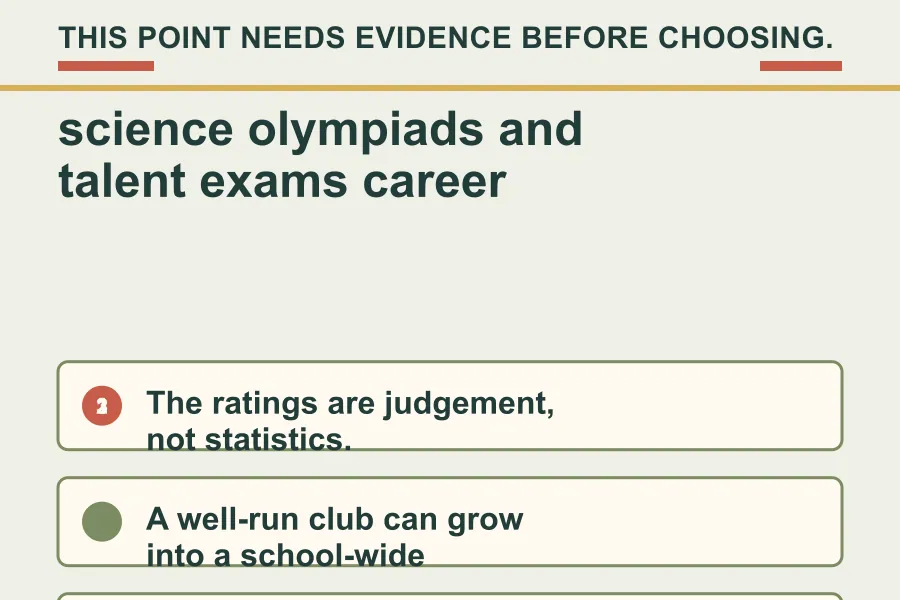 THIS POINT NEEDS EVIDENCE BEFORE CHOOSING.
science olympiads and
talent exams career
The ratings are judgement,
not statistics.
A well-run club can grow
into a school-wide